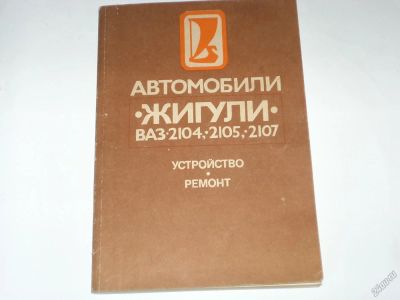 АВТОМОБИЛИ
•ЖИГУЛИ•
ВАЗ-2104,-2105,-2107
УСТРОЙСТВО
•
РЕМОНТ